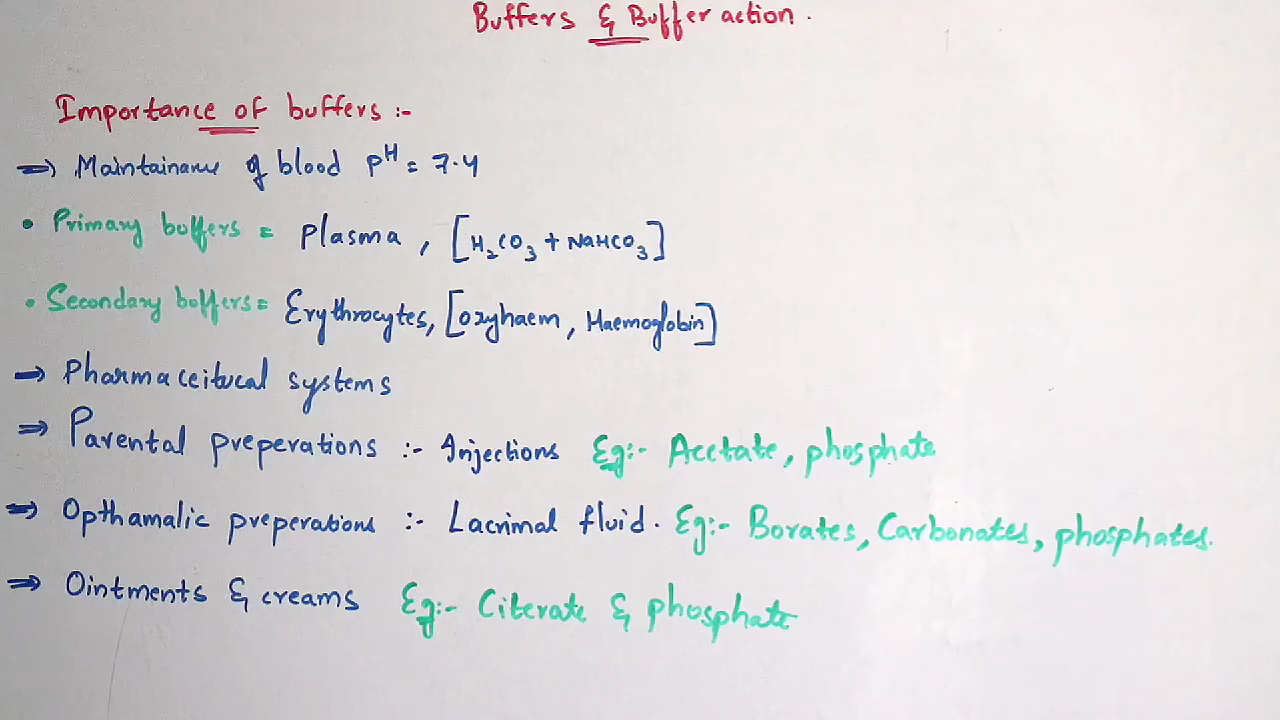 Buffers & Buffer action.
Importance of buffers :-
⇒ Maintainance of blood pH = 7.4
• Primary buffers = Plasma, [H₂CO₃ + NaHCO₃]
• Secondary buffers = Erythrocytes, [oxyhaem, Haemoglobin]
⇒ Pharmaceitucal systems
⇒ Parental preperations :- Injections Eg:- Acetate, phosphate
⇒ Opthamalic preperations :- Lacrimal fluid. Eg:- Borates, Carbonates, phosphates.
⇒ Ointments & creams Eg:- Citerate & phosphate